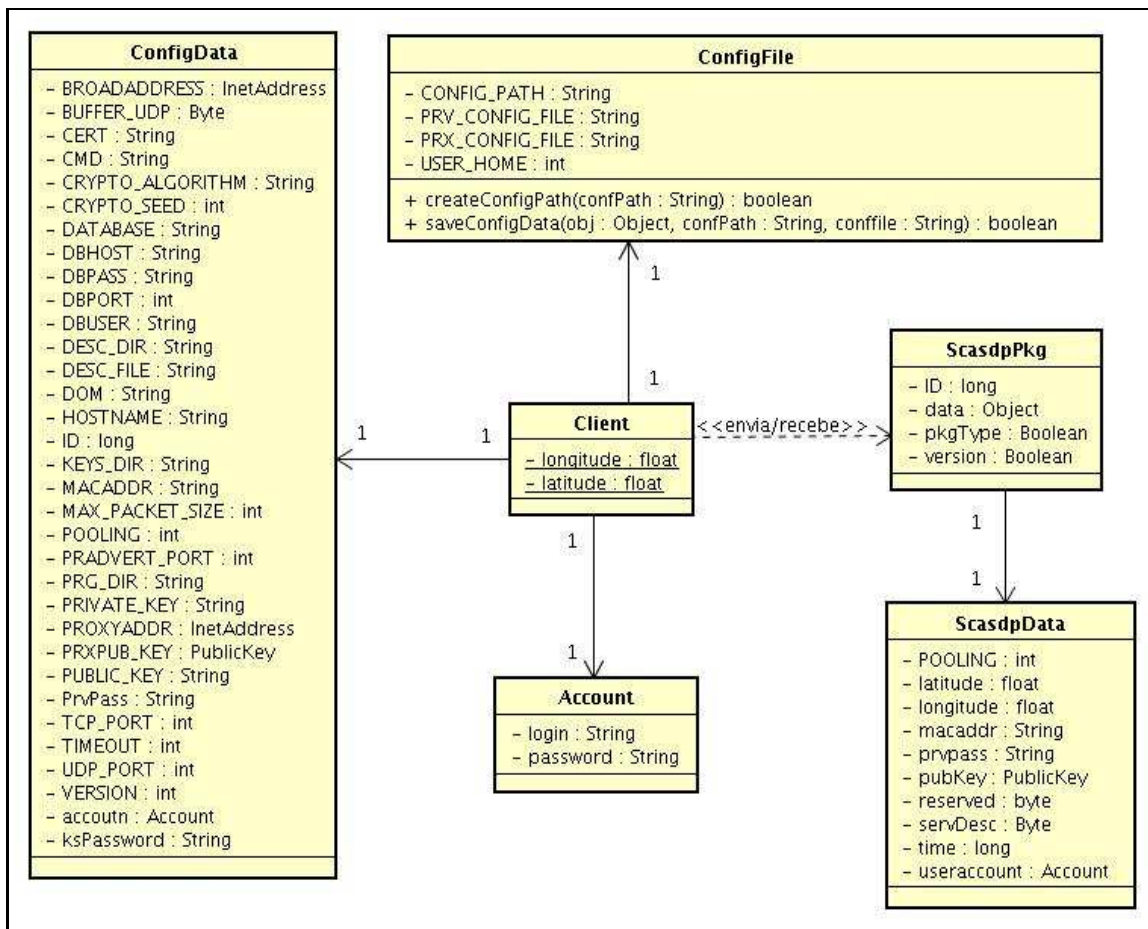 ConfigData
- BROADADDRESS : InetAddress
- BUFFER_UDP : Byte
- CERT : String
- CMD : String
- CRYPTO_ALGORITHM : String
- CRYPTO_SEED : int
- DATABASE : String
- DBHOST : String
- DBPASS : String
- DBPORT : int
- DBUSER : String
- DESC_DIR : String
- DESC_FILE : String
- DOM : String
- HOSTNAME : String
- ID : long
- KEYS_DIR : String
- MACADDR : String
- MAX_PACKET_SIZE : int
- POOLING : int
- PRADVERT_PORT : int
- PRG_DIR : String
- PRIVATE_KEY : String
- PROXYADDR : InetAddress
- PRXPUB_KEY : PublicKey
- PUBLIC_KEY : String
- PrvPass : String
- TCP_PORT : int
- TIMEOUT : int
- UDP_PORT : int
- VERSION : int
- accoutn : Account
- ksPassword : String
ConfigFile
- CONFIG_PATH : String
- PRV_CONFIG_FILE : String
- PRX_CONFIG_FILE : String
- USER_HOME : int
+ createConfigPath(confPath : String) : boolean
+ saveConfigData(obj : Object, confPath : String, conffile : String) : boolean
1
1
1
1
Client
- longitude : float
- latitude : float
<<envia/recebe>>
ScasdpPkg
- ID : long
- data : Object
- pkgType : Boolean
- version : Boolean
1
1
1
1
Account
- login : String
- password : String
ScasdpData
- POOLING : int
- latitude : float
- longitude : float
- macaddr : String
- prvpass : String
- pubKey : PublicKey
- reserved : byte
- servDesc : Byte
- time : long
- useraccount : Account